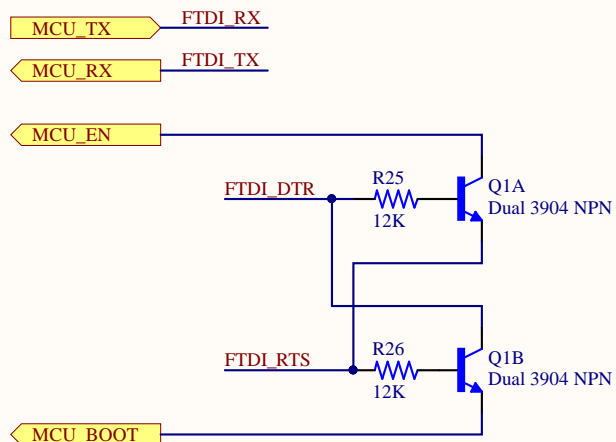 MCU_TX FTDI_RX
MCU_RX FTDI_TX
MCU_EN
FTDI_DTR
R25
12K
Q1A
Dual 3904 NPN
FTDI_RTS
R26
12K
Q1B
Dual 3904 NPN
MCU_BOOT